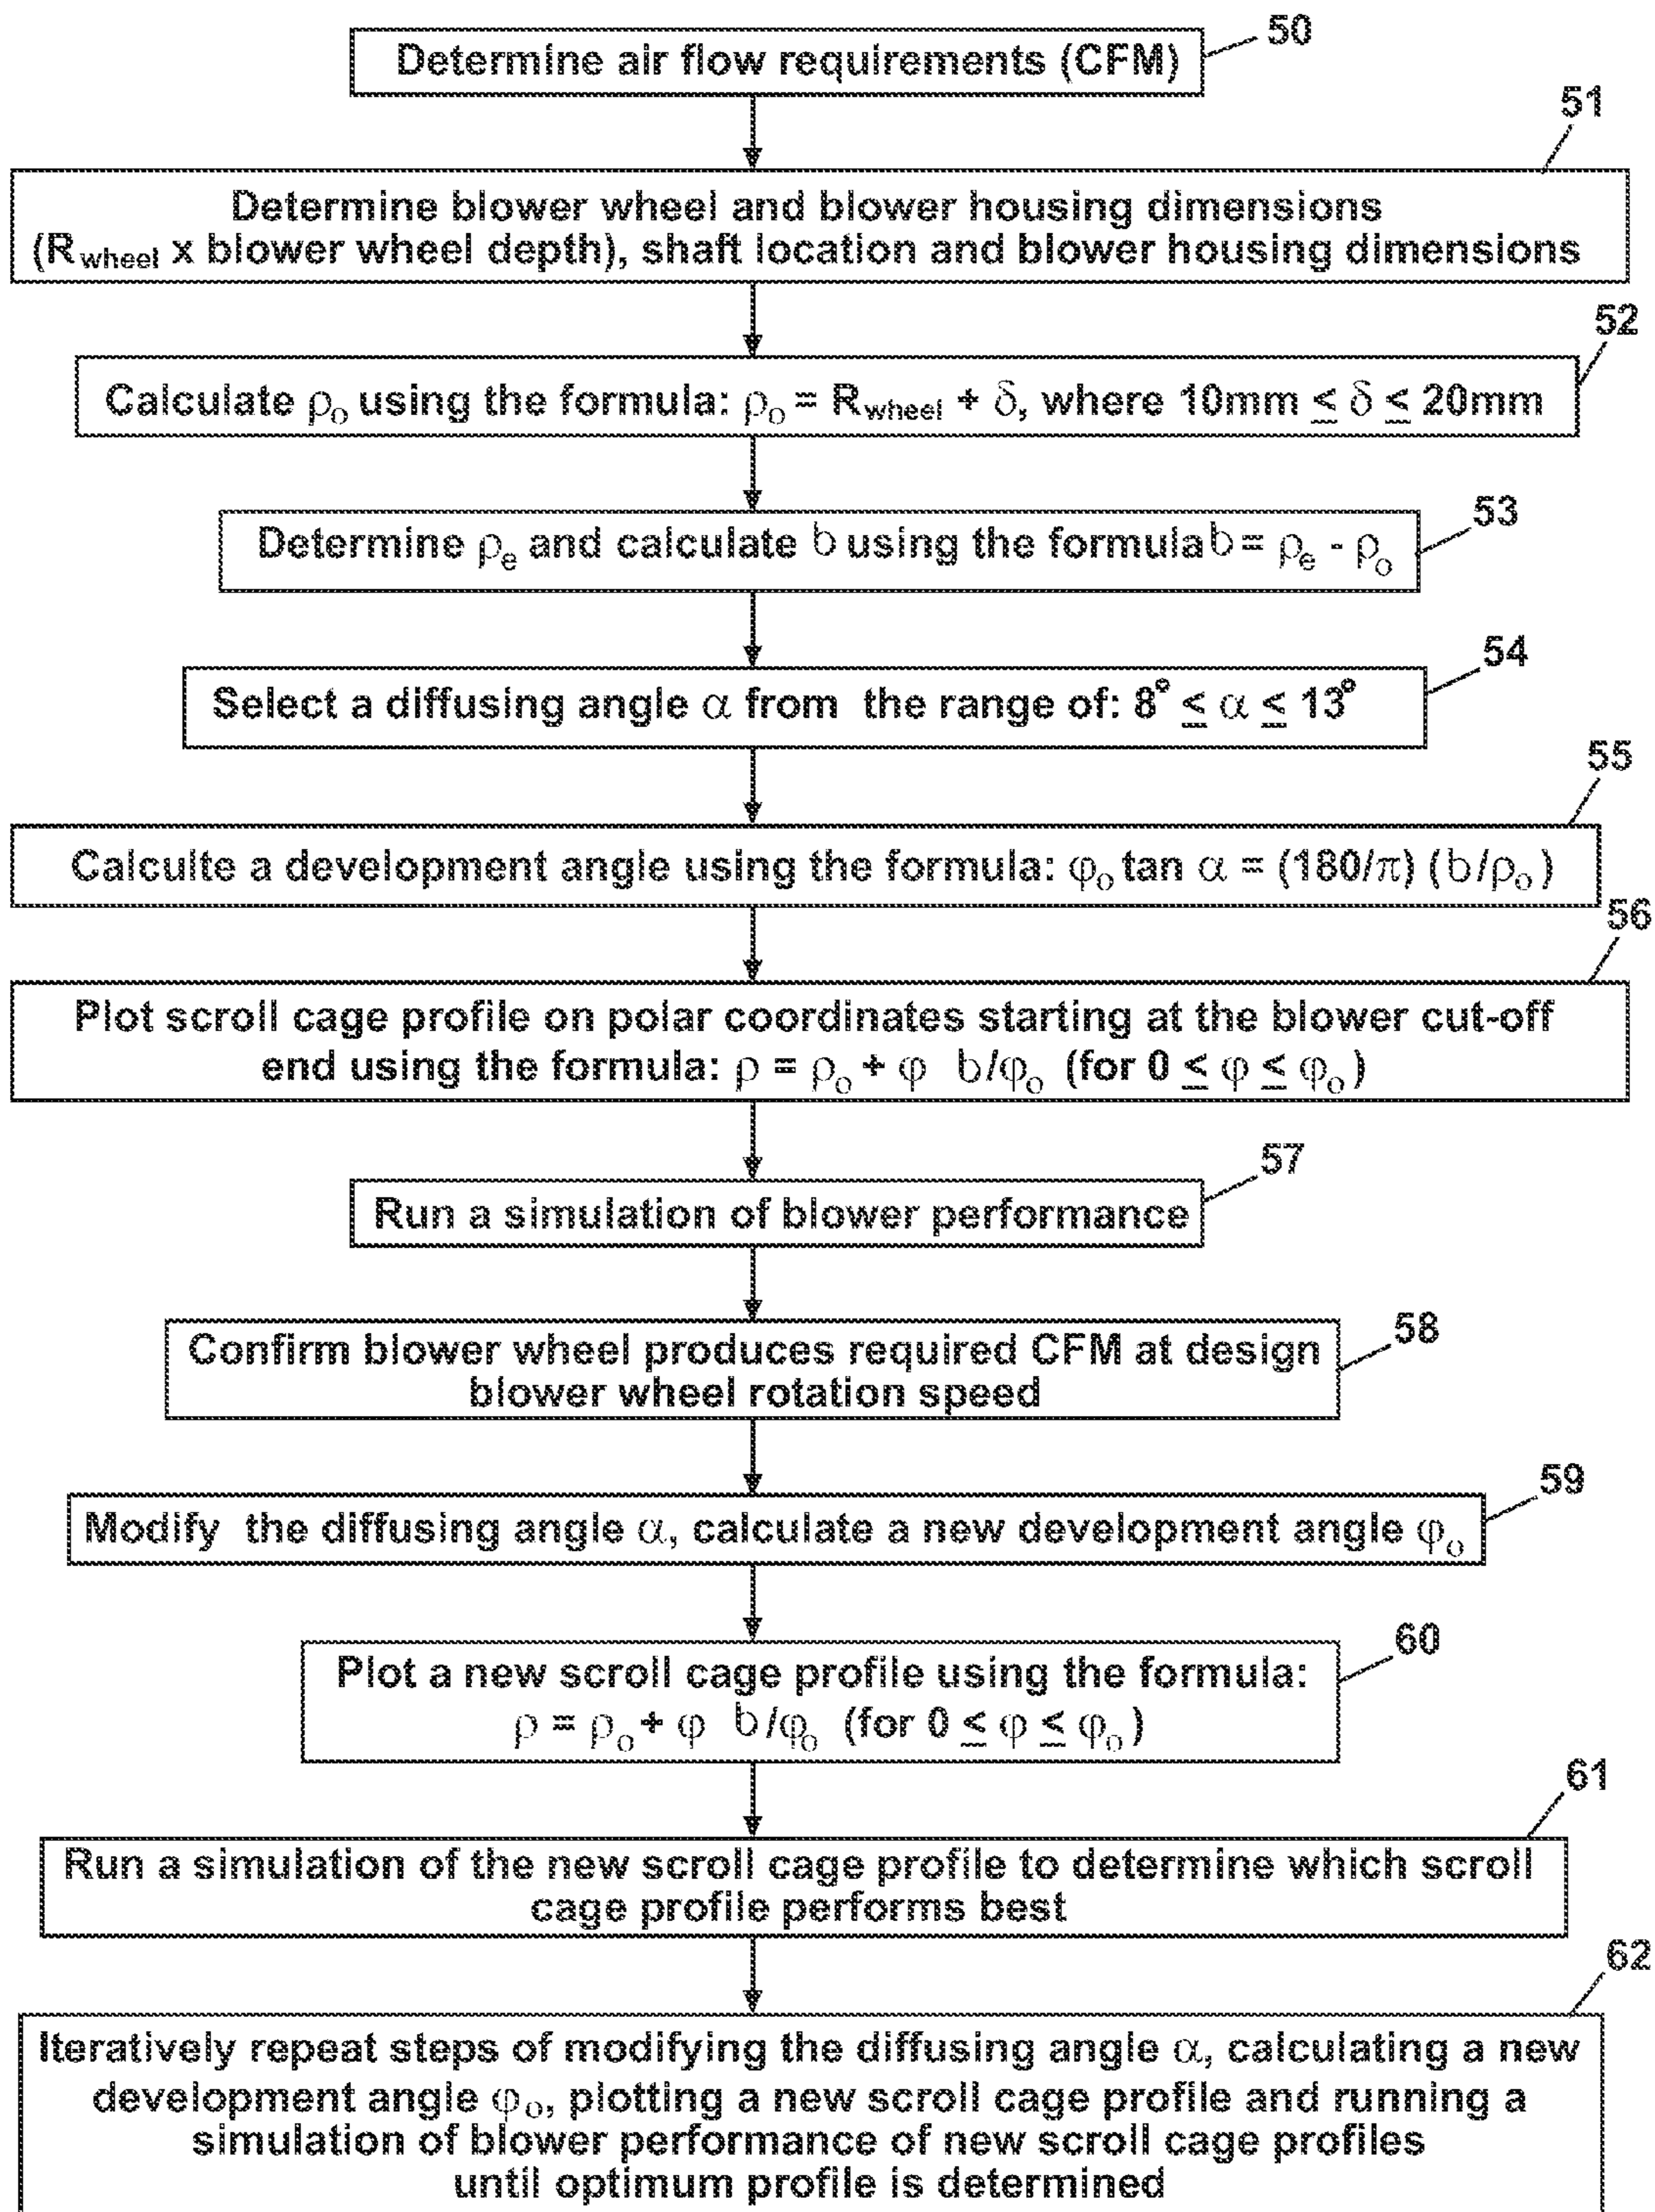 50
Determine air flow requirements (CFM)
51
Determine blower wheel and blower housing dimensions
(Rwheel x blower wheel depth), shaft location and blower housing dimensions
52
Calculate ρo using the formula: ρo = Rwheel + δ, where 10mm ≤ δ ≤ 20mm
53
Determine ρe and calculate b using the formula b = ρe - ρo
54
Select a diffusing angle α from the range of: 8° ≤ α ≤ 13°
55
Calculte a development angle using the formula: φo tan α = (180/π) (b/ρo)
56
Plot scroll cage profile on polar coordinates starting at the blower cut-off
end using the formula: ρ = ρo + φ b/φo (for 0 ≤ φ ≤ φo)
57
Run a simulation of blower performance
58
Confirm blower wheel produces required CFM at design
blower wheel rotation speed
59
Modify the diffusing angle α, calculate a new development angle φo
60
Plot a new scroll cage profile using the formula:
ρ = ρo + φ b/φo (for 0 ≤ φ ≤ φo)
61
Run a simulation of the new scroll cage profile to determine which scroll
cage profile performs best
62
Iteratively repeat steps of modifying the diffusing angle α, calculating a new
development angle φo, plotting a new scroll cage profile and running a
simulation of blower performance of new scroll cage profiles
until optimum profile is determined